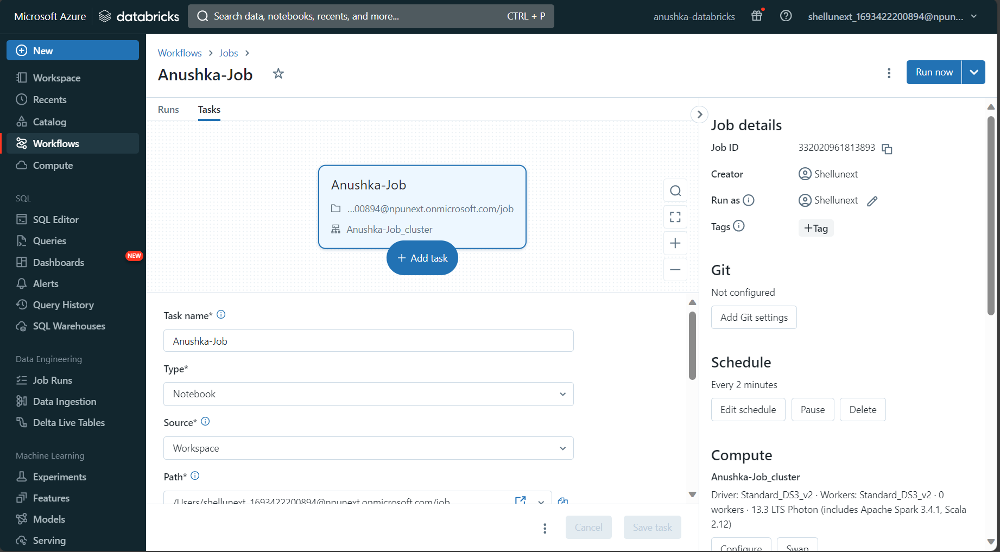 Microsoft Azure databricks
Search data, notebooks, recents, and more... CTRL + P
anushka-databricks
shellunext_1693422200894@npun...
New
Workspace
Recents
Catalog
Workflows
Compute
SQL
SQL Editor
Queries
Dashboards NEW
Alerts
Query History
SQL Warehouses
Data Engineering
Job Runs
Data Ingestion
Delta Live Tables
Machine Learning
Experiments
Features
Models
Serving
Workflows > Jobs >
Anushka-Job
Run now
Runs Tasks
Anushka-Job
...00894@npunext.onmicrosoft.com/job
Anushka-Job_cluster
+ Add task
Task name*
Anushka-Job
Type*
Notebook
Source*
Workspace
Path*
/Users/shellunext_1693422200894@npunext.onmicrosoft.com/job
Cancel Save task
Job details
Job ID 332020961813893
Creator Shellunext
Run as Shellunext
Tags +Tag
Git
Not configured
Add Git settings
Schedule
Every 2 minutes
Edit schedule Pause Delete
Compute
Anushka-Job_cluster
Driver: Standard_DS3_v2 · Workers: Standard_DS3_v2 · 0
workers · 13.3 LTS Photon (includes Apache Spark 3.4.1, Scala
2.12)
Configure Swap